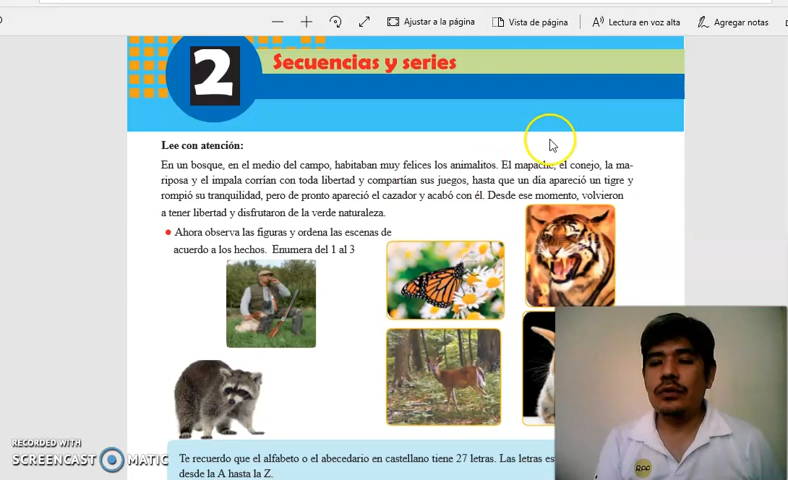 Ajustar a la página
Vista de página
Lectura en voz alta
Agregar notas
2
Secuencias y series
Lee con atención:
En un bosque, en el medio del campo, habitaban muy felices los animalitos. El mapache, el conejo, la ma-
riposa y el impala corrían con toda libertad y compartían sus juegos, hasta que un día apareció un tigre y
rompió su tranquilidad, pero de pronto apareció el cazador y acabó con él. Desde ese momento, volvieron
a tener libertad y disfrutaron de la verde naturaleza.
• Ahora observa las figuras y ordena las escenas de
acuerdo a los hechos. Enumera del 1 al 3
RECORDED WITH
SCREENCAST MATIC
Te recuerdo que el alfabeto o el abecedario en castellano tiene 27 letras. Las letras es
desde la A hasta la Z.